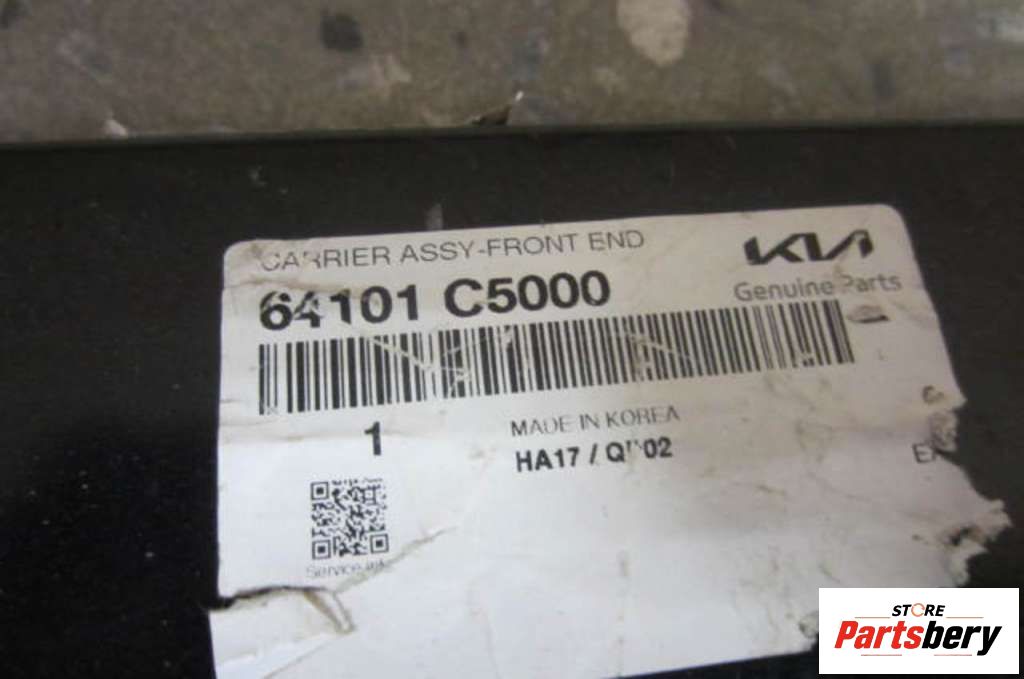 CARRIER ASSY-FRONT END
KIA
64101 C5000
Genuine Parts
1
MADE IN KOREA
HA17 /
STORE
Partsbery